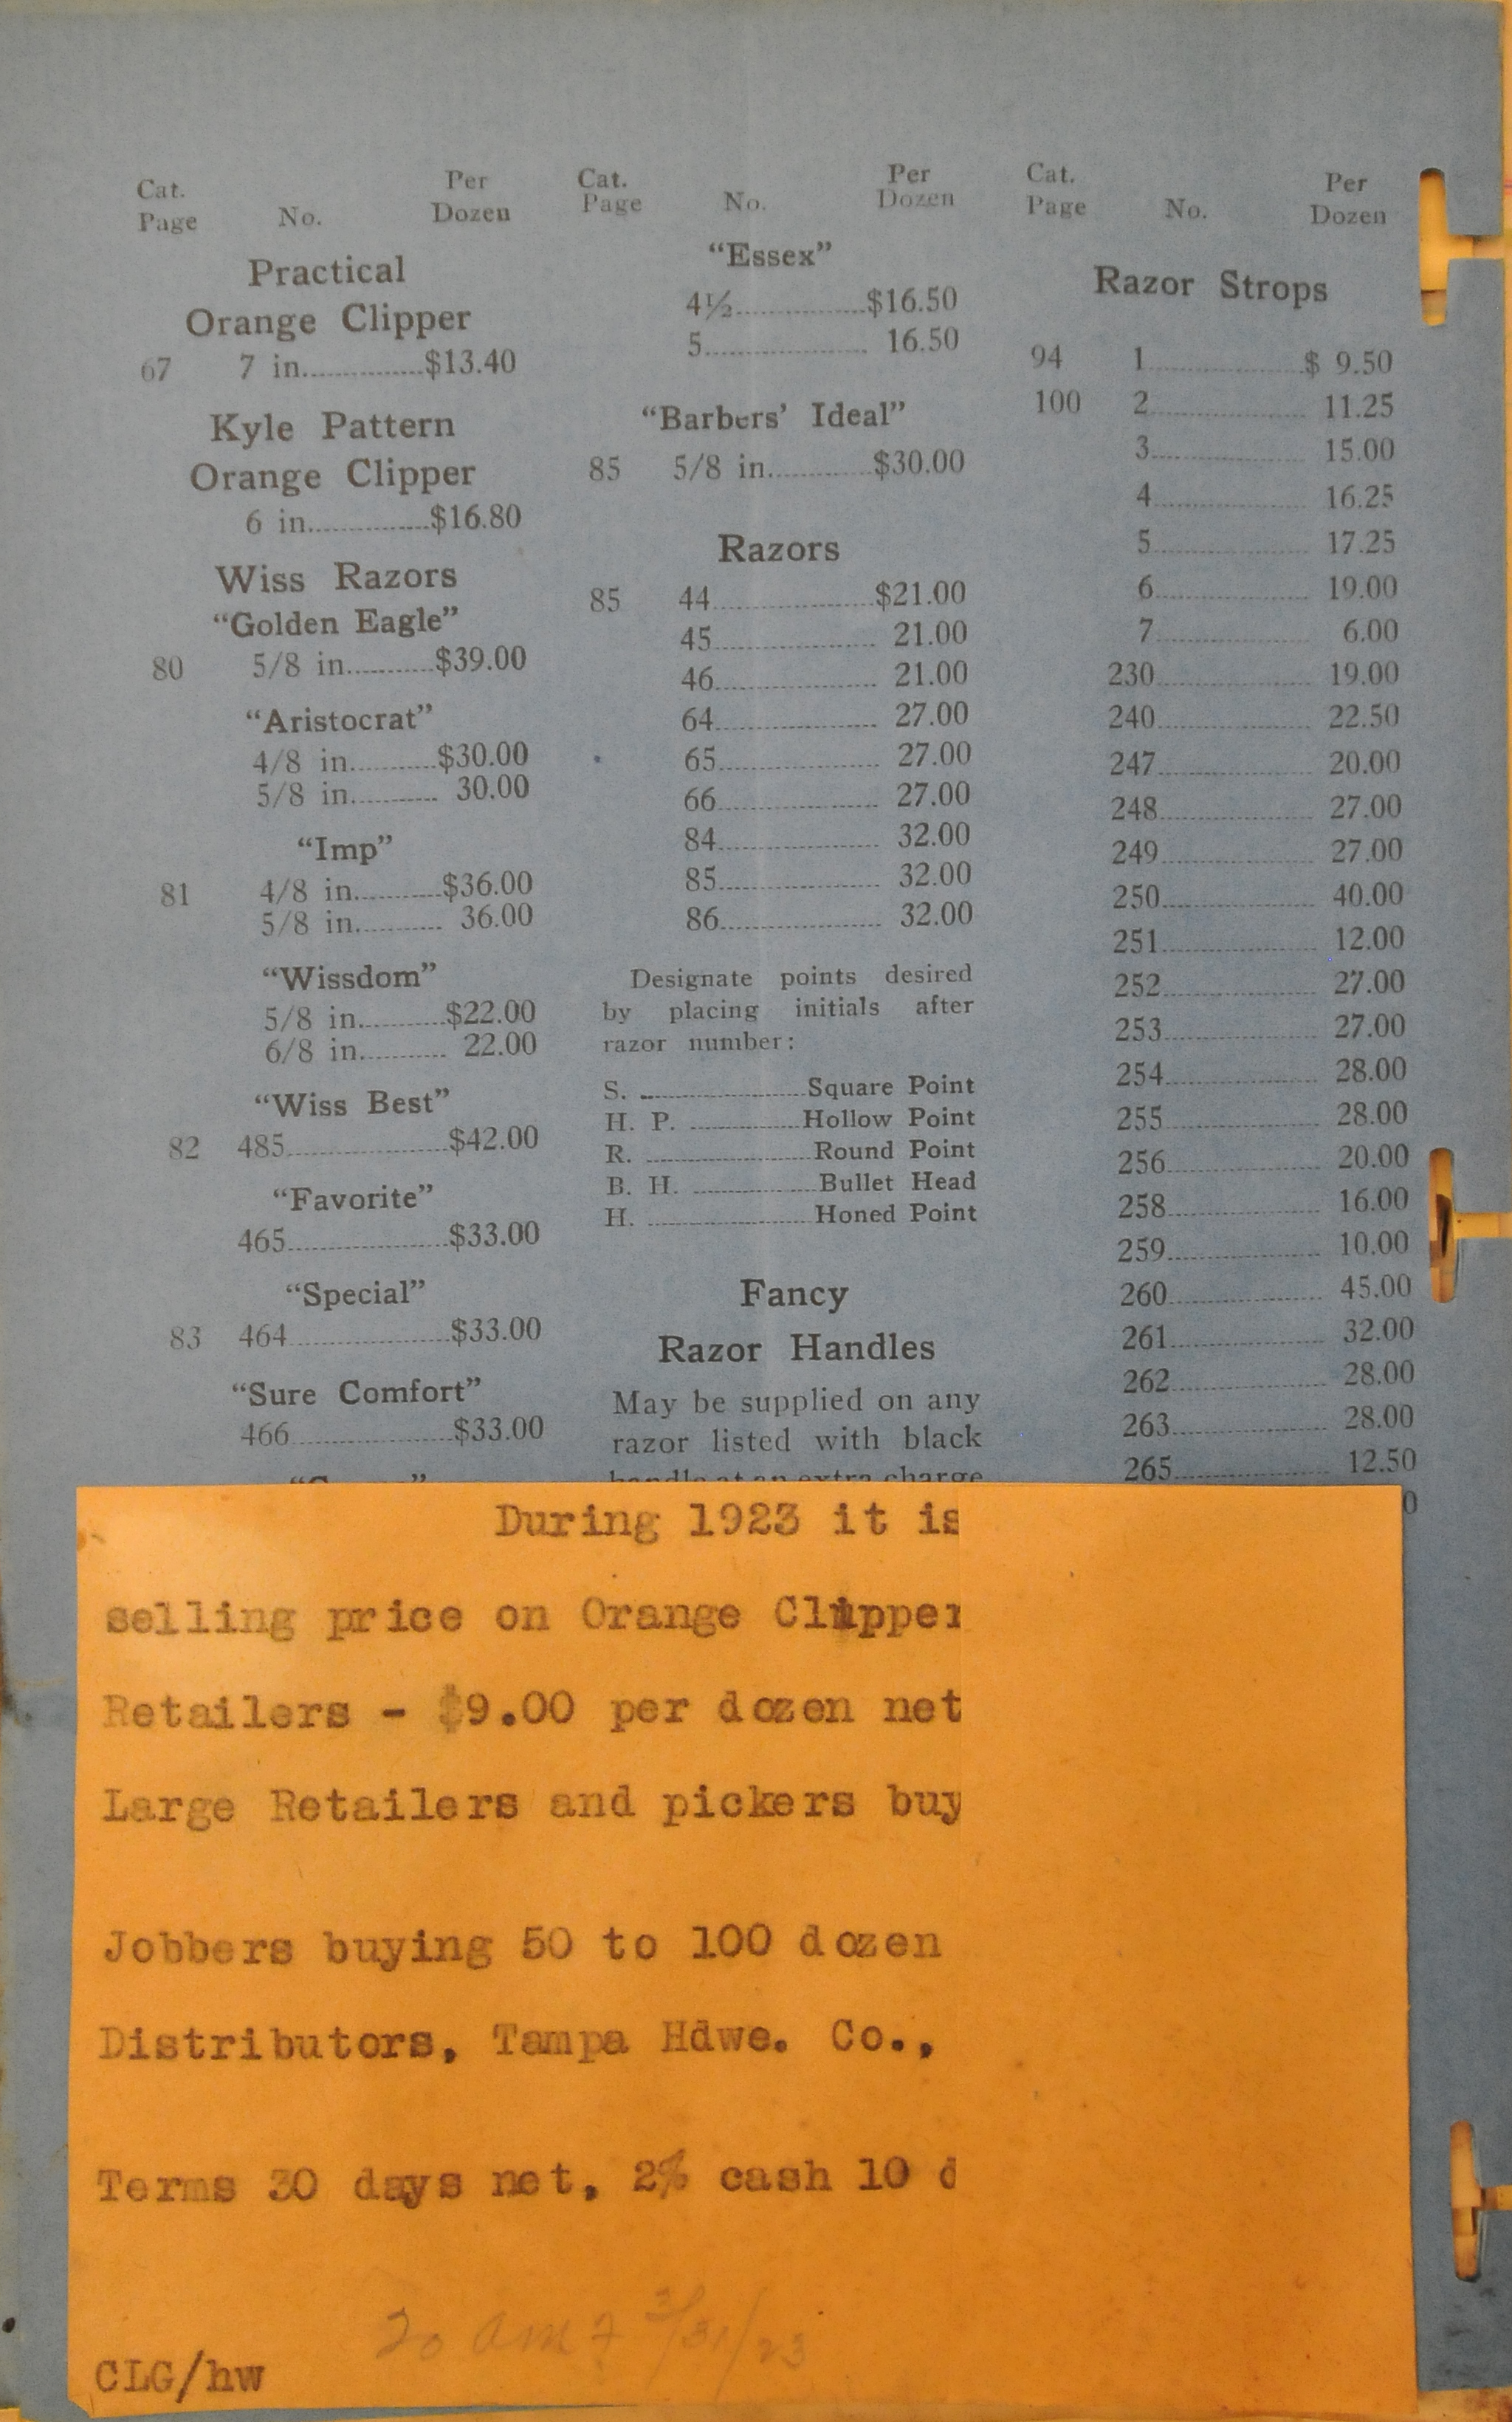 Cat. Page No. Per Dozen
Practical
Orange Clipper
67 7 in. $13.40
Kyle Pattern
Orange Clipper
6 in. $16.80
Wiss Razors
“Golden Eagle”
80 5/8 in. $39.00
“Aristocrat”
4/8 in. $30.00
5/8 in. 30.00
“Imp”
81 4/8 in. $36.00
5/8 in. 36.00
“Wissdom”
5/8 in. $22.00
6/8 in. 22.00
“Wiss Best”
82 485 $42.00
“Favorite”
465 $33.00
“Special”
83 464 $33.00
“Sure Comfort”
466 $33.00
Cat. Page No. Per Dozen
“Essex”
4½ $16.50
5 16.50
“Barbers’ Ideal”
85 5/8 in. $30.00
Razors
85 44 $21.00
45 21.00
46 21.00
64 27.00
65 27.00
66 27.00
84 32.00
85 32.00
86 32.00
Designate points desired
by placing initials after
razor number:
S. Square Point
H. P. Hollow Point
R. Round Point
B. H. Bullet Head
H. Honed Point
Fancy
Razor Handles
May be supplied on any
razor listed with black
handle at an extra charge
Cat. Page No. Per Dozen
Razor Strops
94 1 $ 9.50
100 2 11.25
3 15.00
4 16.25
5 17.25
6 19.00
7 6.00
230 19.00
240 22.50
247 20.00
248 27.00
249 27.00
250 40.00
251 12.00
252 27.00
253 27.00
254 28.00
255 28.00
256 20.00
258 16.00
259 10.00
260 45.00
261 32.00
262 28.00
263 28.00
265 12.50
0
During 1923 it is
selling price on Orange Clipper
Retailers - $9.00 per dozen net
Large Retailers and pickers buy
Jobbers buying 50 to 100 dozen
Distributors, Tampa Hdwe. Co.,
Terms 30 days net, 2% cash 10 d
3/31/23
CLG/hw